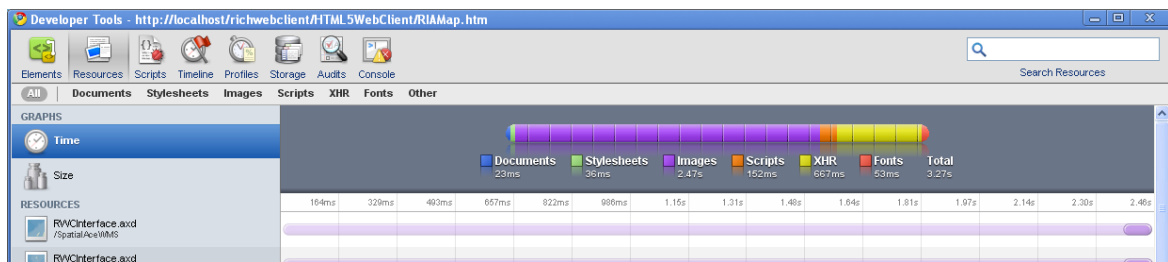 Developer Tools - http://localhost/richwebclient/HTML5WebClient/RIAMap.htm
Elements Resources Scripts Timeline Profiles Storage Audits Console
Search Resources
All Documents Stylesheets Images Scripts XHR Fonts Other
GRAPHS
Time
Size
Documents Stylesheets Images Scripts XHR Fonts Total
23ms 36ms 2.47s 152ms 667ms 53ms 3.27s
RESOURCES
164ms 329ms 493ms 657ms 822ms 986ms 1.15s 1.31s 1.48s 1.64s 1.81s 1.97s 2.14s 2.30s 2.46s
RWCInterface.axd
/SpatialAceWMS
RWCInterface.axd